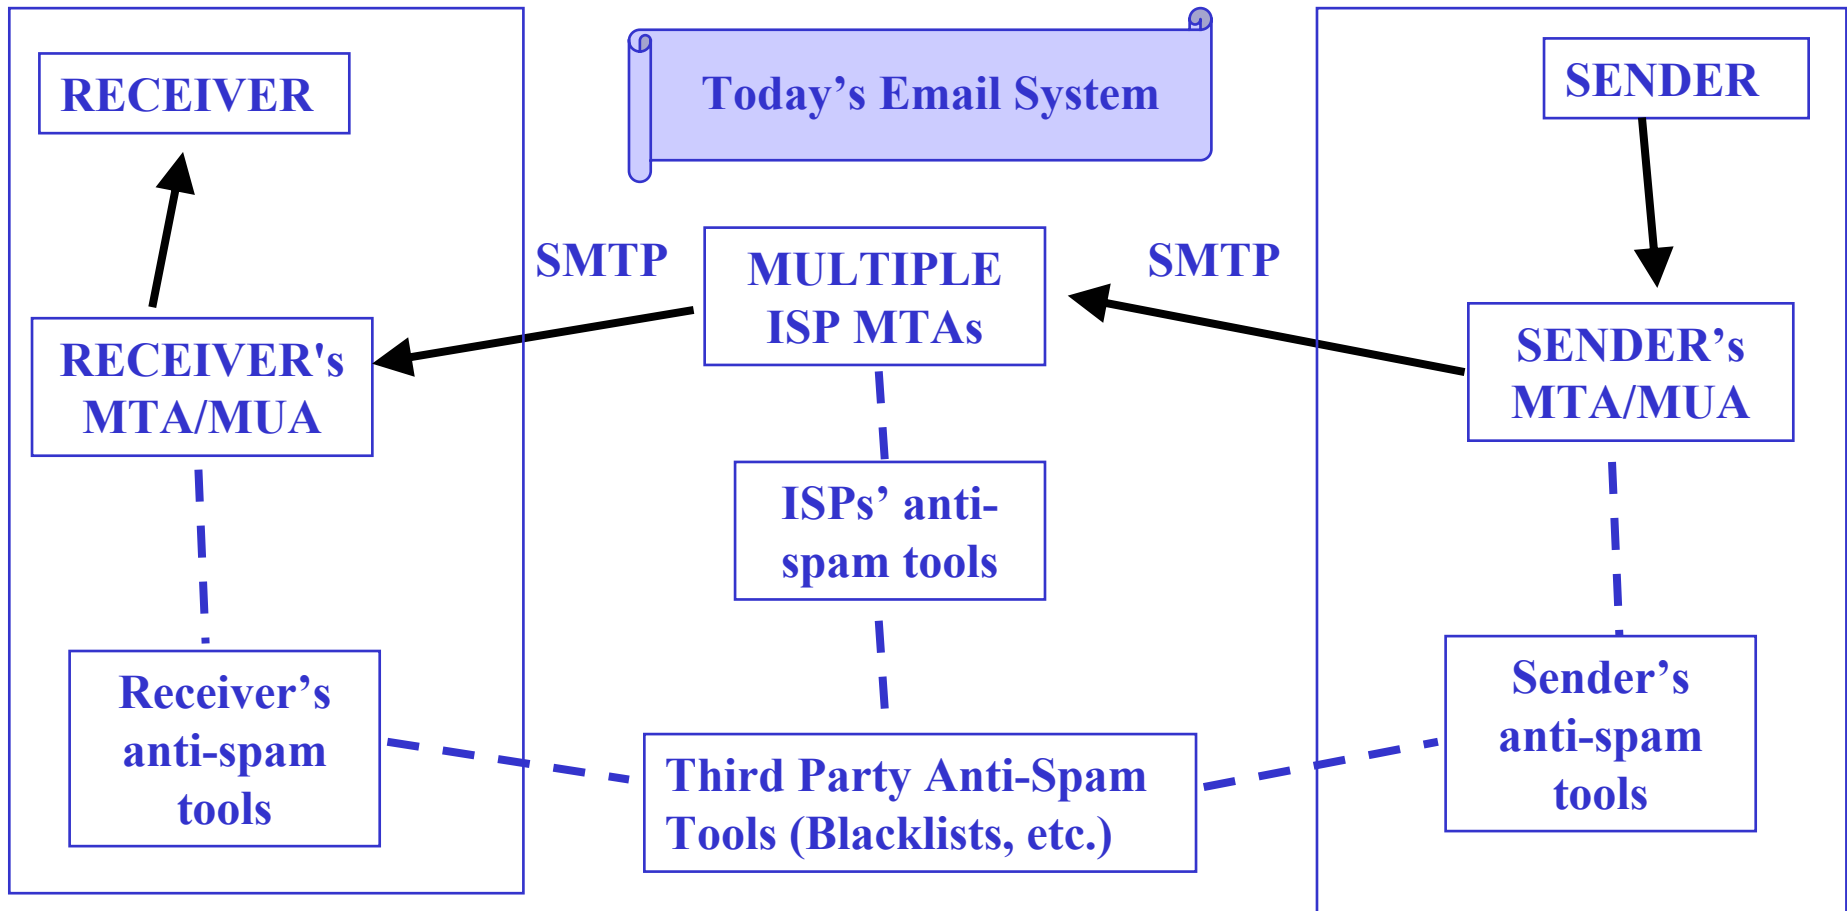 RECEIVER
Today’s Email System
SENDER
SMTP
MULTIPLE
ISP MTAs
SMTP
RECEIVER's
MTA/MUA
SENDER’s
MTA/MUA
ISPs’ anti-
spam tools
Receiver’s
anti-spam
tools
Third Party Anti-Spam
Tools (Blacklists, etc.)
Sender’s
anti-spam
tools